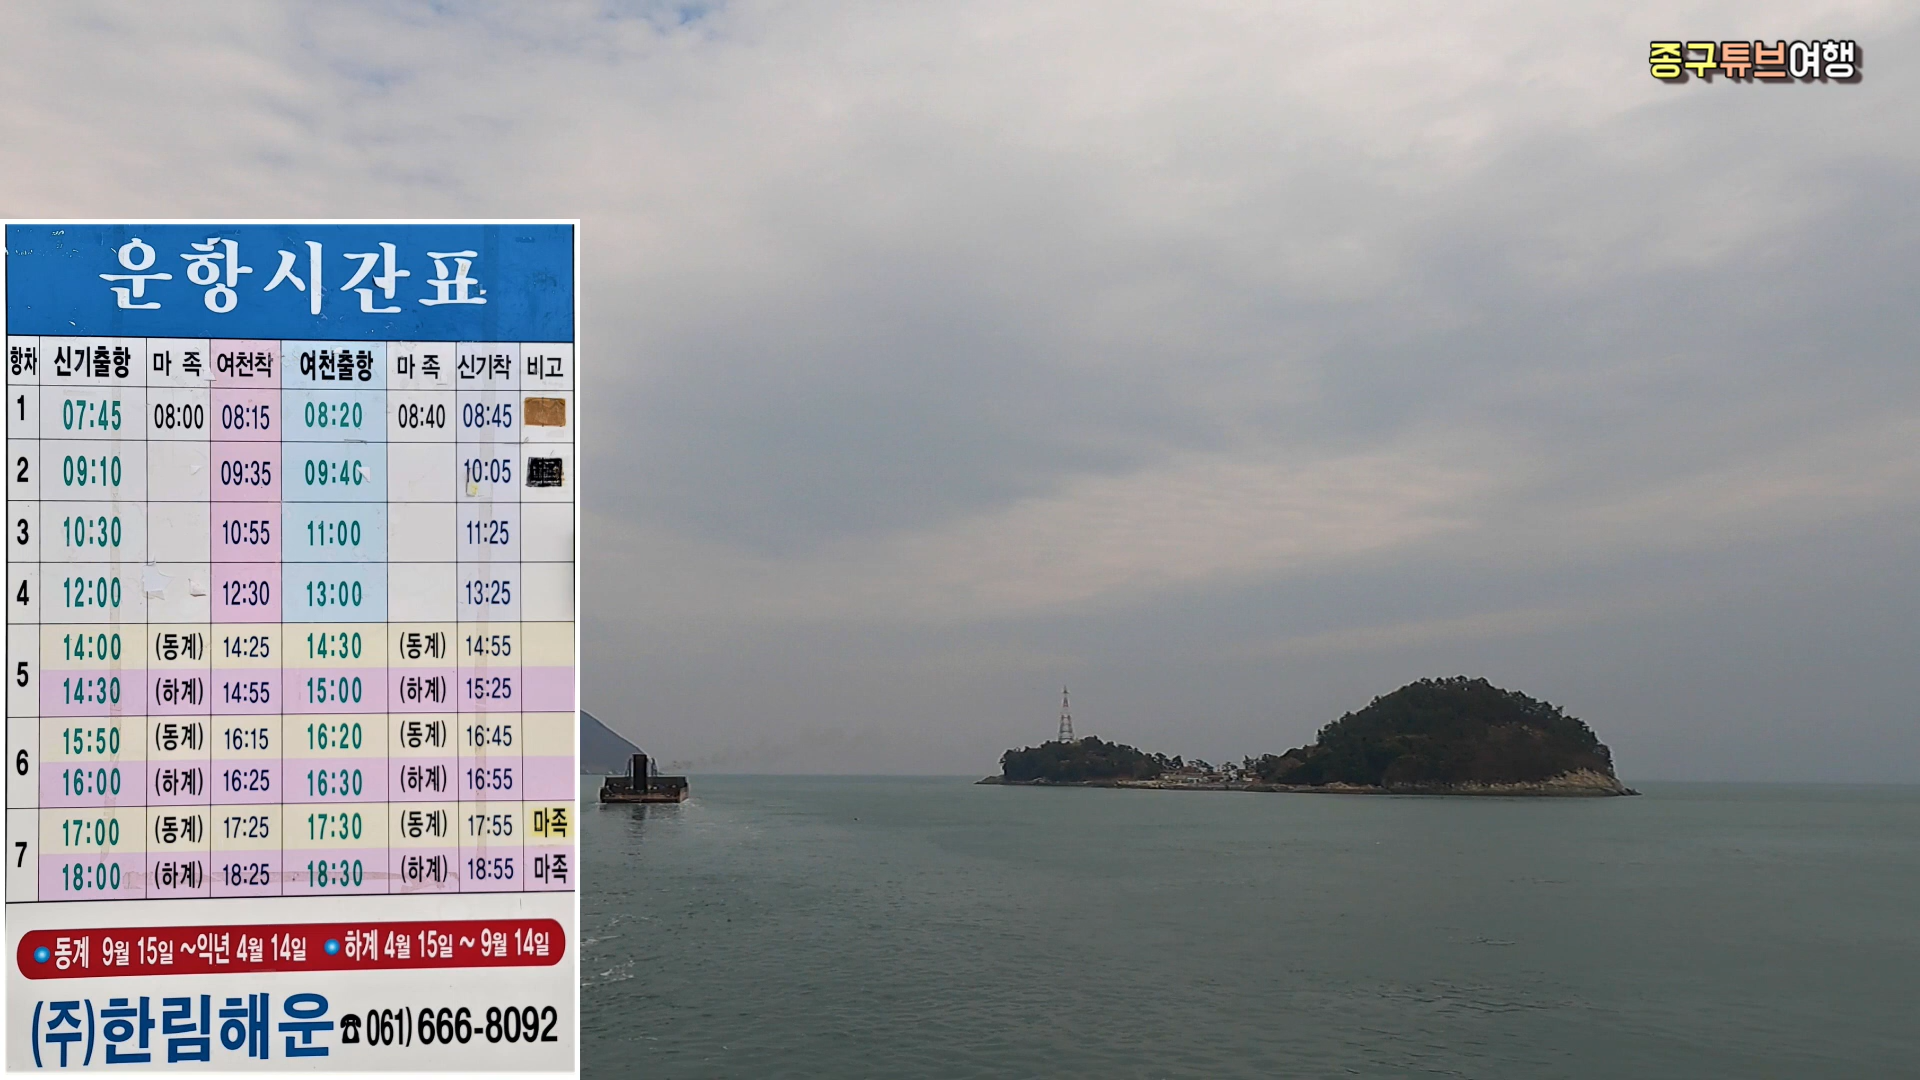 종구튜브여행
운항시간표
항차 신기출항 마 족 여천착 여천출항 마 족 신기착 비고
1 07:45 08:00 08:15 08:20 08:40 08:45
2 09:10 09:35 09:40 10:05
3 10:30 10:55 11:00 11:25
4 12:00 12:30 13:00 13:25
5 14:00 (동계) 14:25 14:30 (동계) 14:55
14:30 (하계) 14:55 15:00 (하계) 15:25
6 15:50 (동계) 16:15 16:20 (동계) 16:45
16:00 (하계) 16:25 16:30 (하계) 16:55
7 17:00 (동계) 17:25 17:30 (동계) 17:55 마족
18:00 (하계) 18:25 18:30 (하계) 18:55 마족
동계 9월 15일 ~익년 4월 14일 하계 4월 15일 ~ 9월 14일
(주)한림해운 ☎061)666-8092